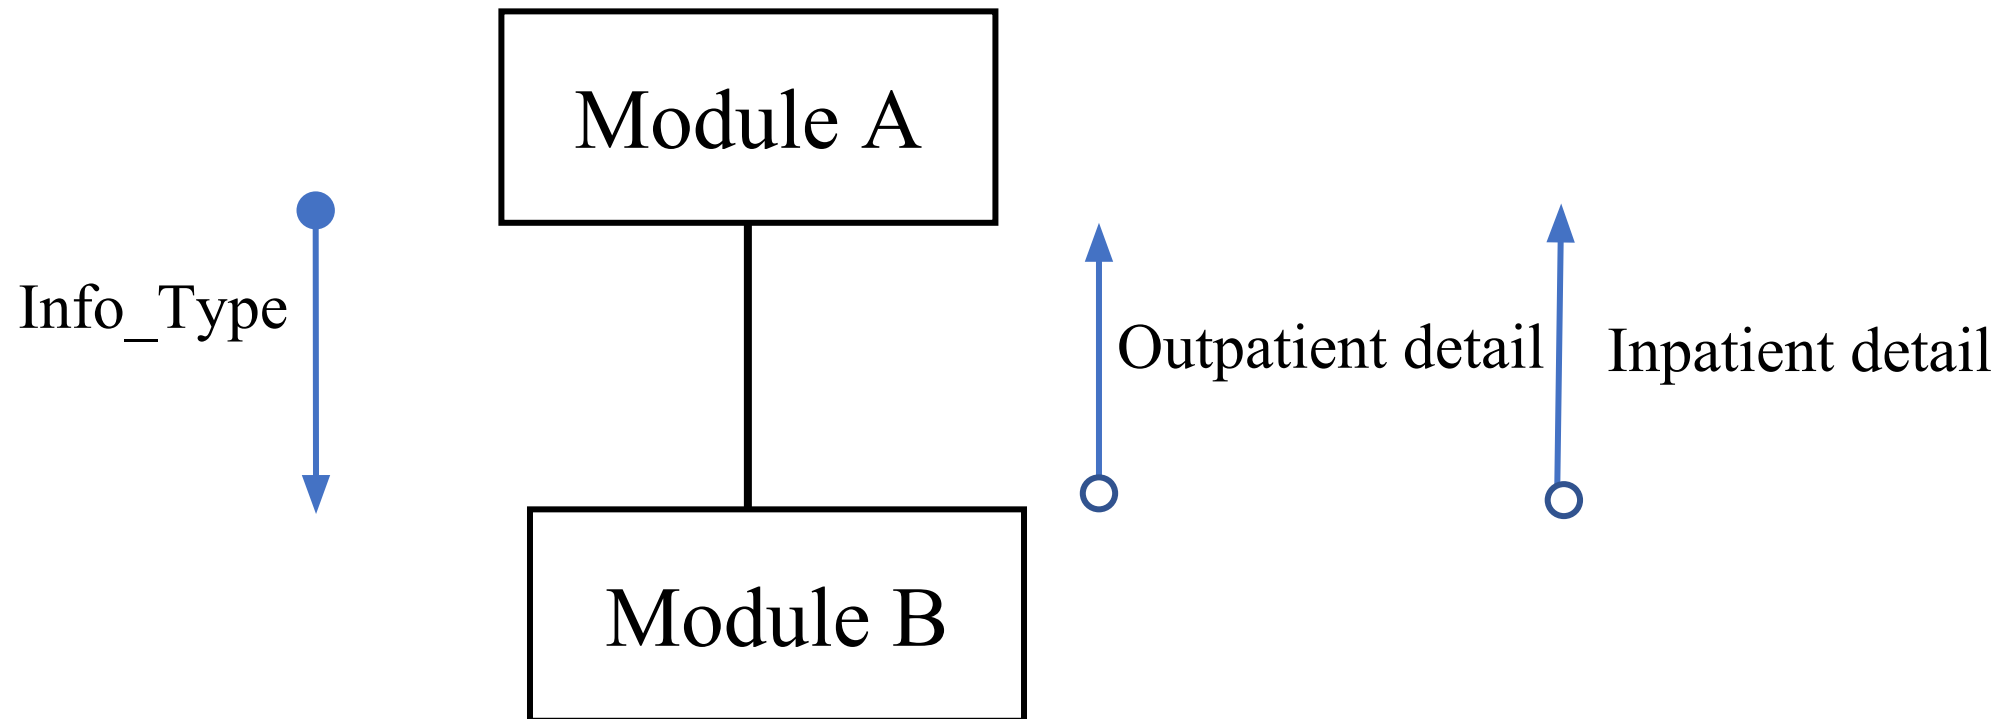 Module A
Info_Type
Outpatient detail
Inpatient detail
Module B